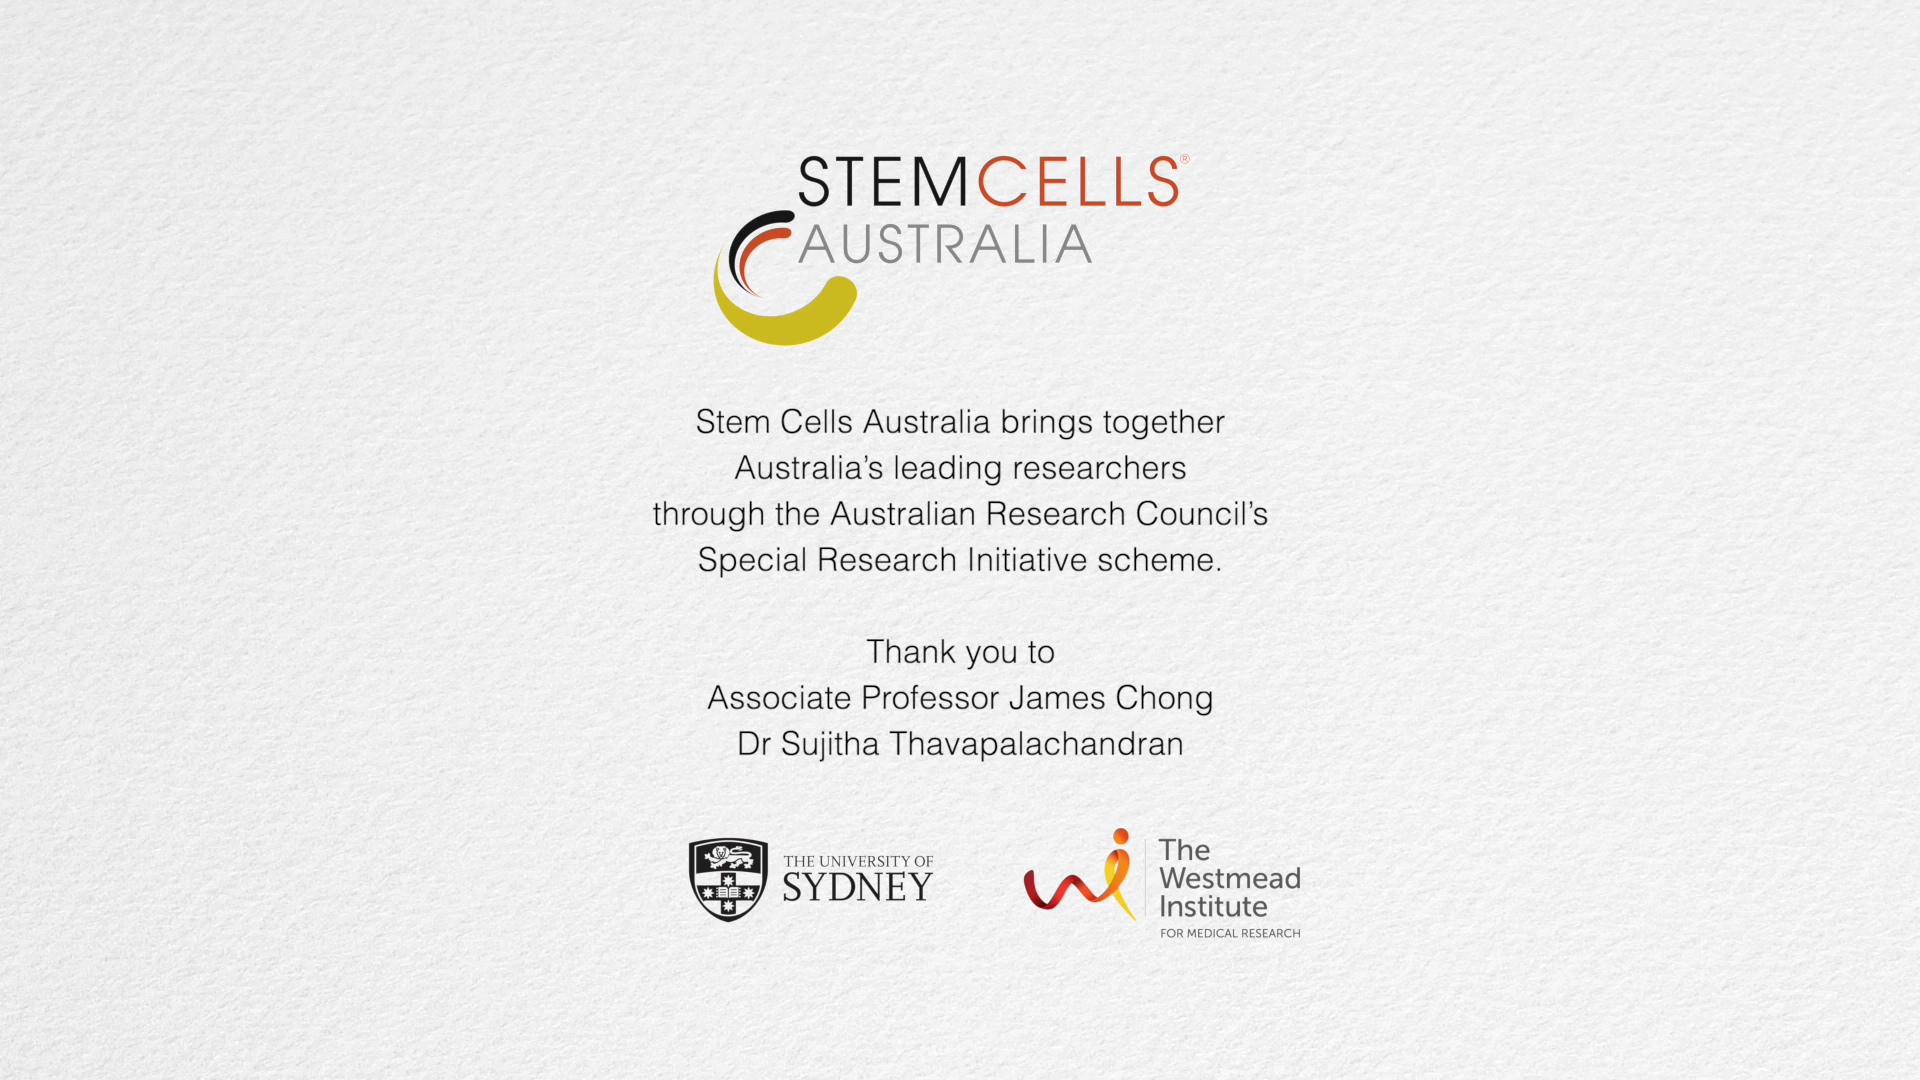 STEMCELLS®
AUSTRALIA
Stem Cells Australia brings together
Australia’s leading researchers
through the Australian Research Council’s
Special Research Initiative scheme.
Thank you to
Associate Professor James Chong
Dr Sujitha Thavapalachandran
THE UNIVERSITY OF
SYDNEY
The
Westmead
Institute
FOR MEDICAL RESEARCH